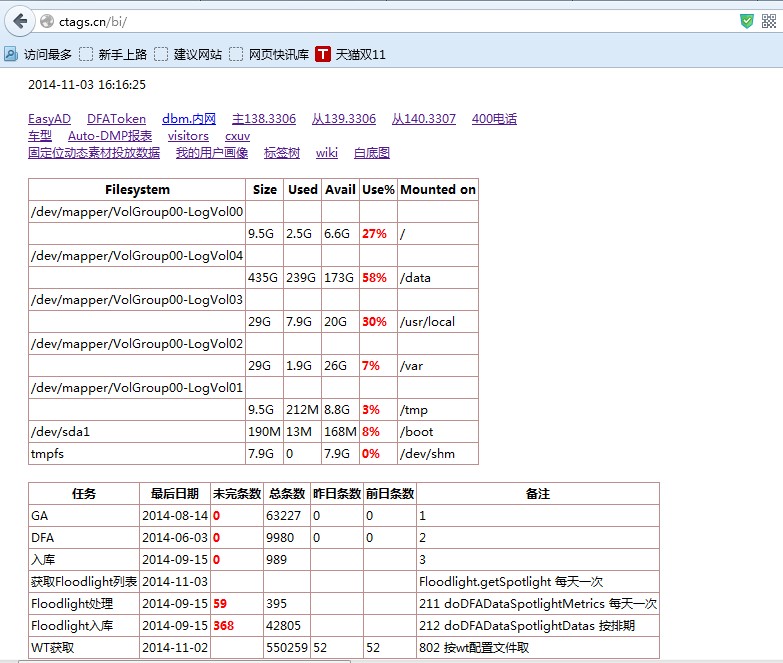 ctags.cn/bi/
访问最多 新手上路 建议网站 网页快讯库 T 天猫双11
2014-11-03 16:16:25
EasyAD DFAToken dbm.内网 主138.3306 从139.3306 从140.3307 400电话
车型 Auto-DMP报表 visitors cxuv
固定位动态素材投放数据 我的用户画像 标签树 wiki 白底图
Filesystem Size Used Avail Use% Mounted on
/dev/mapper/VolGroup00-LogVol00
9.5G 2.5G 6.6G 27% /
/dev/mapper/VolGroup00-LogVol04
435G 239G 173G 58% /data
/dev/mapper/VolGroup00-LogVol03
29G 7.9G 20G 30% /usr/local
/dev/mapper/VolGroup00-LogVol02
29G 1.9G 26G 7% /var
/dev/mapper/VolGroup00-LogVol01
9.5G 212M 8.8G 3% /tmp
/dev/sda1 190M 13M 168M 8% /boot
tmpfs 7.9G 0 7.9G 0% /dev/shm
任务 最后日期 未完条数 总条数 昨日条数 前日条数 备注
GA 2014-08-14 0 63227 0 0 1
DFA 2014-06-03 0 9980 0 0 2
入库 2014-09-15 0 989 3
获取Floodlight列表 2014-11-03 Floodlight.getSpotlight 每天一次
Floodlight处理 2014-09-15 59 395 211 doDFADataSpotlightMetrics 每天一次
Floodlight入库 2014-09-15 368 42805 212 doDFADataSpotlightDatas 按排期
WT获取 2014-11-02 550259 52 52 802 按wt配置文件取